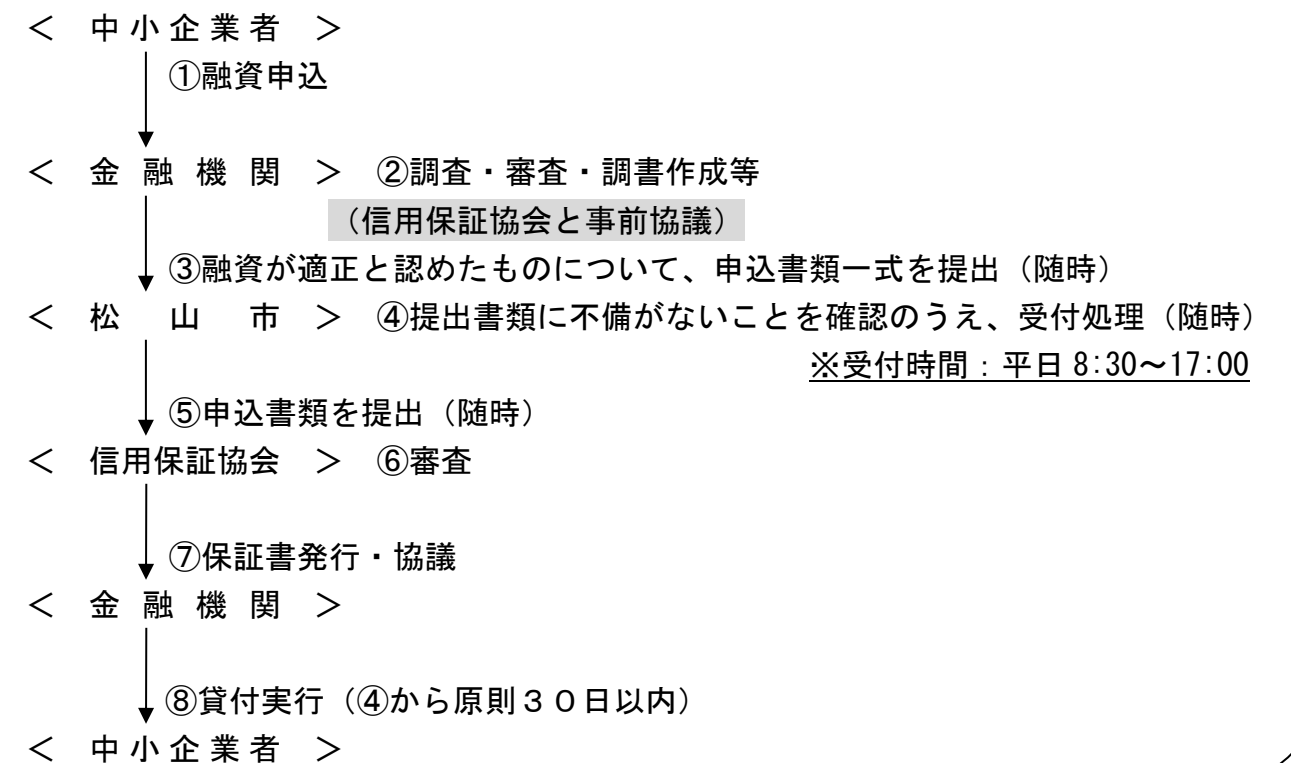 ＜ 中小企業者 ＞
①融資申込
＜ 金融機関 ＞ ②調査・審査・調書作成等
（信用保証協会と事前協議）
③融資が適正と認めたものについて、申込書類一式を提出（随時）
＜ 松山市 ＞ ④提出書類に不備がないことを確認のうえ、受付処理（随時）
※受付時間：平日 8:30～17:00
⑤申込書類を提出（随時）
＜ 信用保証協会 ＞ ⑥審査
⑦保証書発行・協議
＜ 金融機関 ＞
⑧貸付実行（④から原則３０日以内）
＜ 中小企業者 ＞